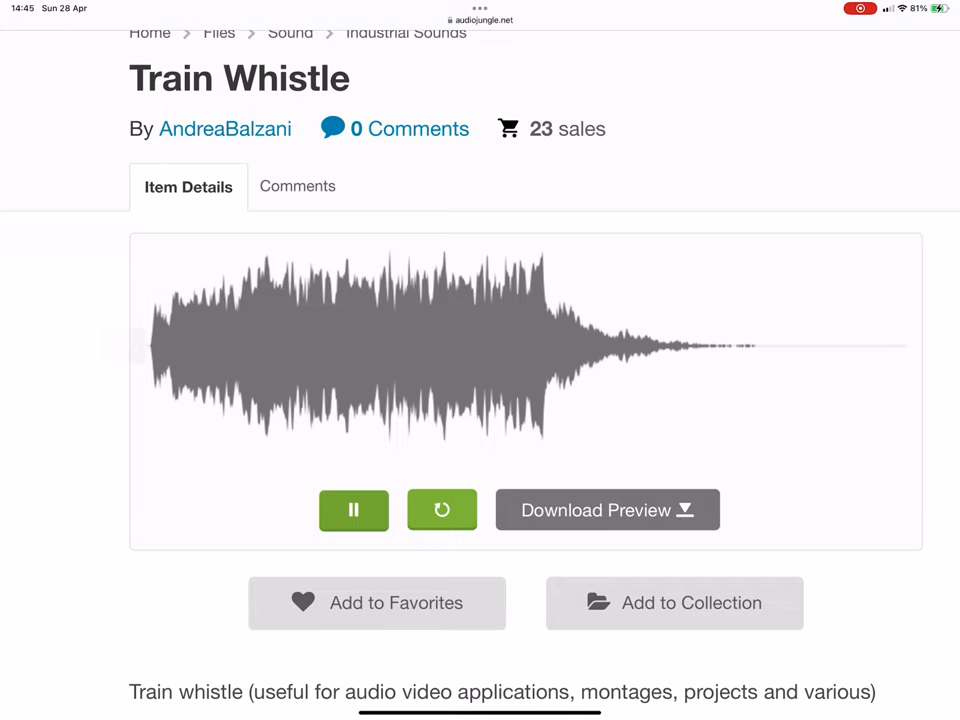 14:45 Sun 28 Apr
81%
audiojungle.net
Home > Files > Sound > Industrial Sounds
Train Whistle
By AndreaBalzani 0 Comments 23 sales
Item Details Comments
Download Preview
Add to Favorites Add to Collection
Train whistle (useful for audio video applications, montages, projects and various)